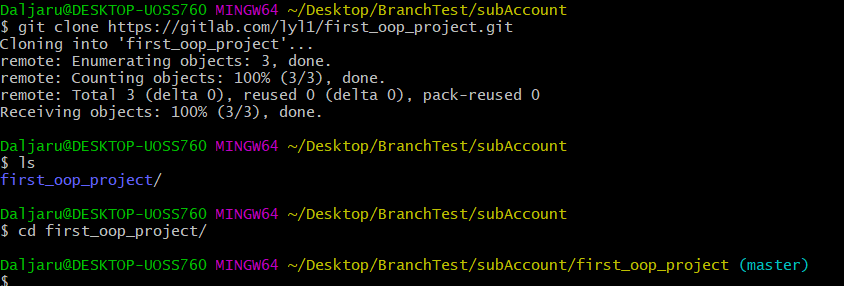 Daljaru@DESKTOP-UOSS760 MINGW64 ~/Desktop/BranchTest/subAccount
$ git clone https://gitlab.com/lyl1/first_oop_project.git
Cloning into 'first_oop_project'...
remote: Enumerating objects: 3, done.
remote: Counting objects: 100% (3/3), done.
remote: Total 3 (delta 0), reused 0 (delta 0), pack-reused 0
Receiving objects: 100% (3/3), done.
Daljaru@DESKTOP-UOSS760 MINGW64 ~/Desktop/BranchTest/subAccount
$ ls
first_oop_project/
Daljaru@DESKTOP-UOSS760 MINGW64 ~/Desktop/BranchTest/subAccount
$ cd first_oop_project/
Daljaru@DESKTOP-UOSS760 MINGW64 ~/Desktop/BranchTest/subAccount/first_oop_project (master)
$